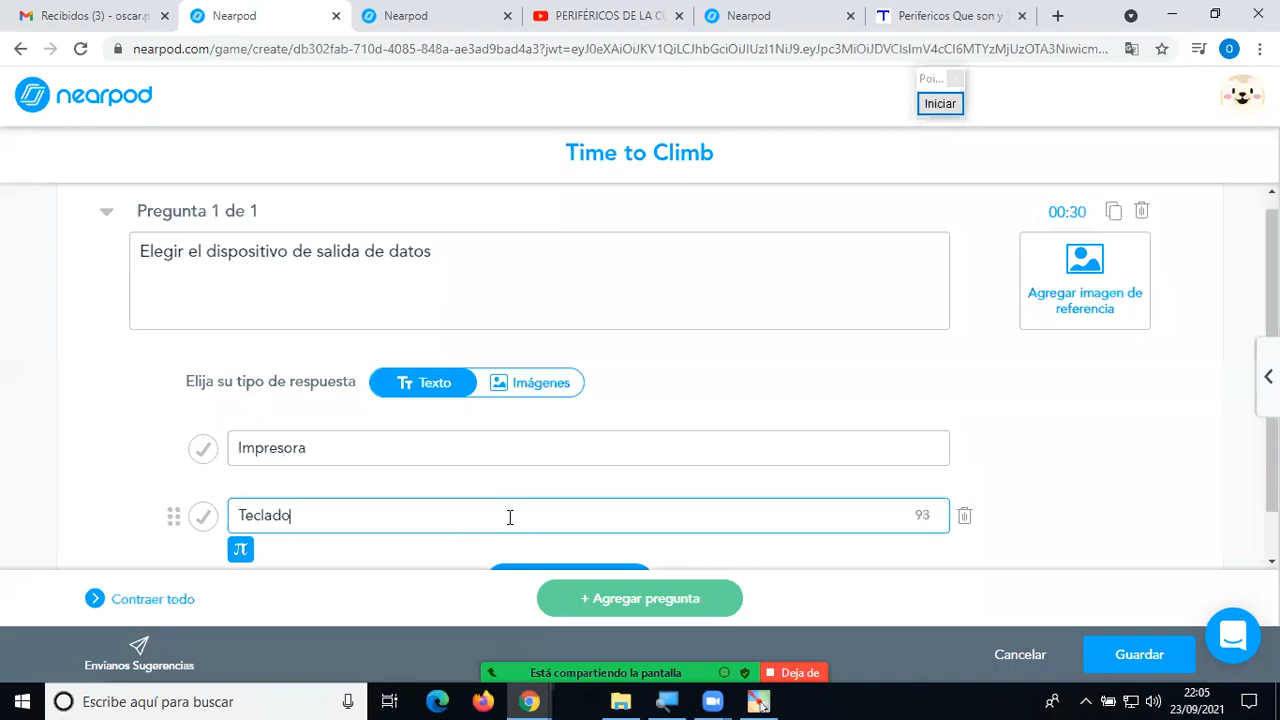 Recibidos (3) - oscar.p
Nearpod
Nearpod
PERIFÉRICOS DE LA CO
Nearpod
Perifericos Que son y T
nearpod.com/game/create/db302fab-710d-4085-848a-ae3ad9bad4a3?jwt=eyJ0eXAiOiJKV1QiLCJhbGciOiJIUzI1NiJ9.eyJpc3MiOiJDVCIsImV4cCI6MTYzMjUzOTA3Niwicm...
O
Poi...
Iniciar
nearpod
Time to Climb
Pregunta 1 de 1
00:30
Elegir el dispositivo de salida de datos
Agregar imagen de
referencia
Elija su tipo de respuesta
Texto
Imágenes
Impresora
Teclado
93
π
Contraer todo
+ Agregar pregunta
Envíanos Sugerencias
Cancelar
Guardar
Está compartiendo la pantalla
Deja de
Escribe aquí para buscar
22:05
23/09/2021